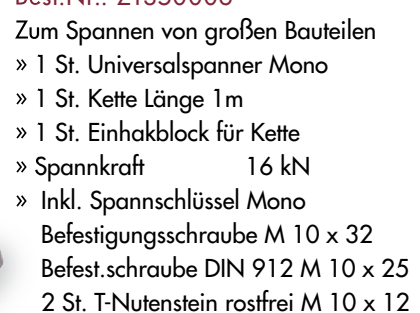 Zum Spannen von großen Bauteilen
» 1 St. Universalspanner Mono
» 1 St. Kette Länge 1m
» 1 St. Einhakblock für Kette
» Spannkraft 16 kN
» Inkl. Spannschlüssel Mono
Befestigungsschraube M 10 x 32
Befest.schraube DIN 912 M 10 x 25
2 St. T-Nutenstein rostfrei M 10 x 12